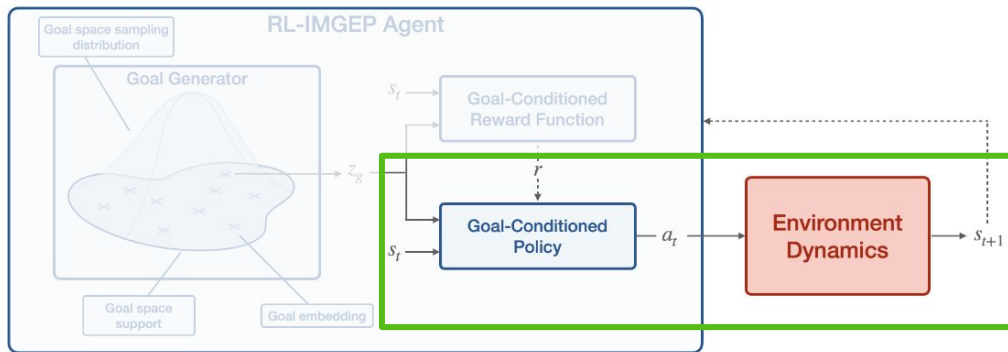 RL-IMGEP Agent
Goal space sampling
distribution
Goal Generator
s_t
Goal-Conditioned
Reward Function
z_g
r
Goal-Conditioned
Policy
s_t
a_t
Environment
Dynamics
s_{t+1}
Goal space
support
Goal embedding